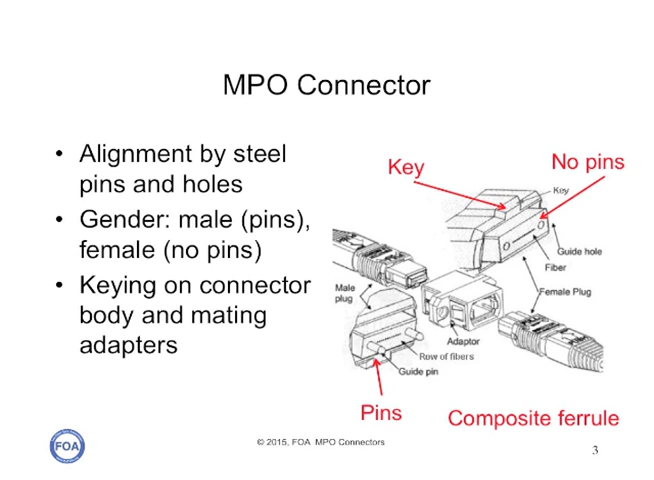 MPO Connector
• Alignment by steel
pins and holes
• Gender: male (pins),
female (no pins)
• Keying on connector
body and mating
adapters
Key
No pins
Key
Guide hole
Fiber
Male
plug
Female Plug
Adaptor
Row of fibers
Guide pin
Pins
Composite ferrule
FOA
© 2015, FOA MPO Connectors
3